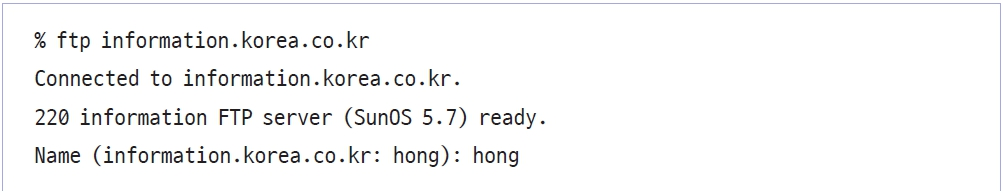 % ftp information.korea.co.kr
Connected to information.korea.co.kr.
220 information FTP server (SunOS 5.7) ready.
Name (information.korea.co.kr: hong): hong